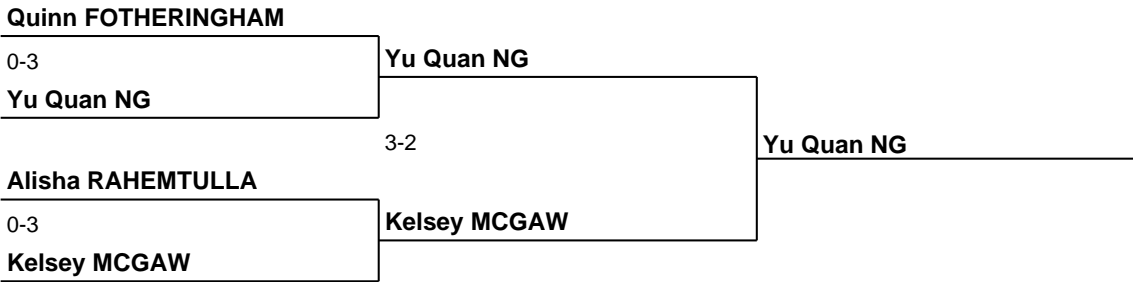 Quinn FOTHERINGHAM
0-3
Yu Quan NG
Yu Quan NG
3-2
Yu Quan NG
Alisha RAHEMTULLA
0-3
Kelsey MCGAW
Kelsey MCGAW